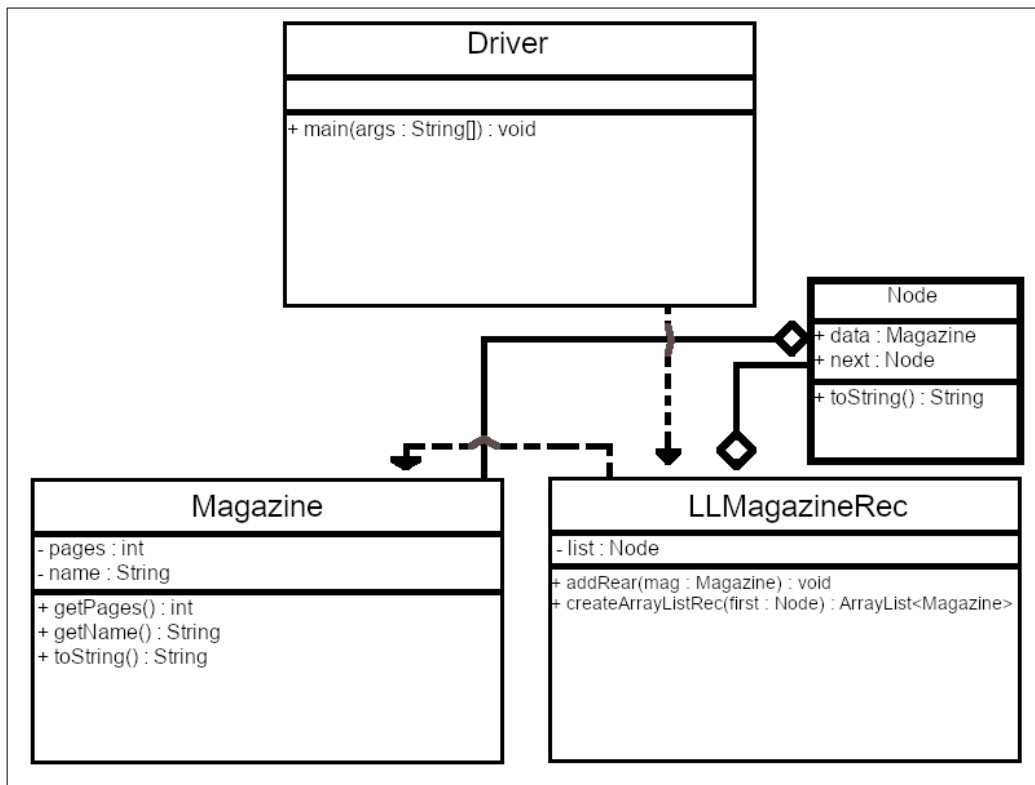 Driver
+ main(args : String[]) : void
Node
+ data : Magazine
+ next : Node
+ toString() : String
Magazine
- pages : int
- name : String
+ getPages() : int
+ getName() : String
+ toString() : String
LLMagazineRec
- list : Node
+ addRear(mag : Magazine) : void
+ createArrayListRec(first : Node) : ArrayList<Magazine>